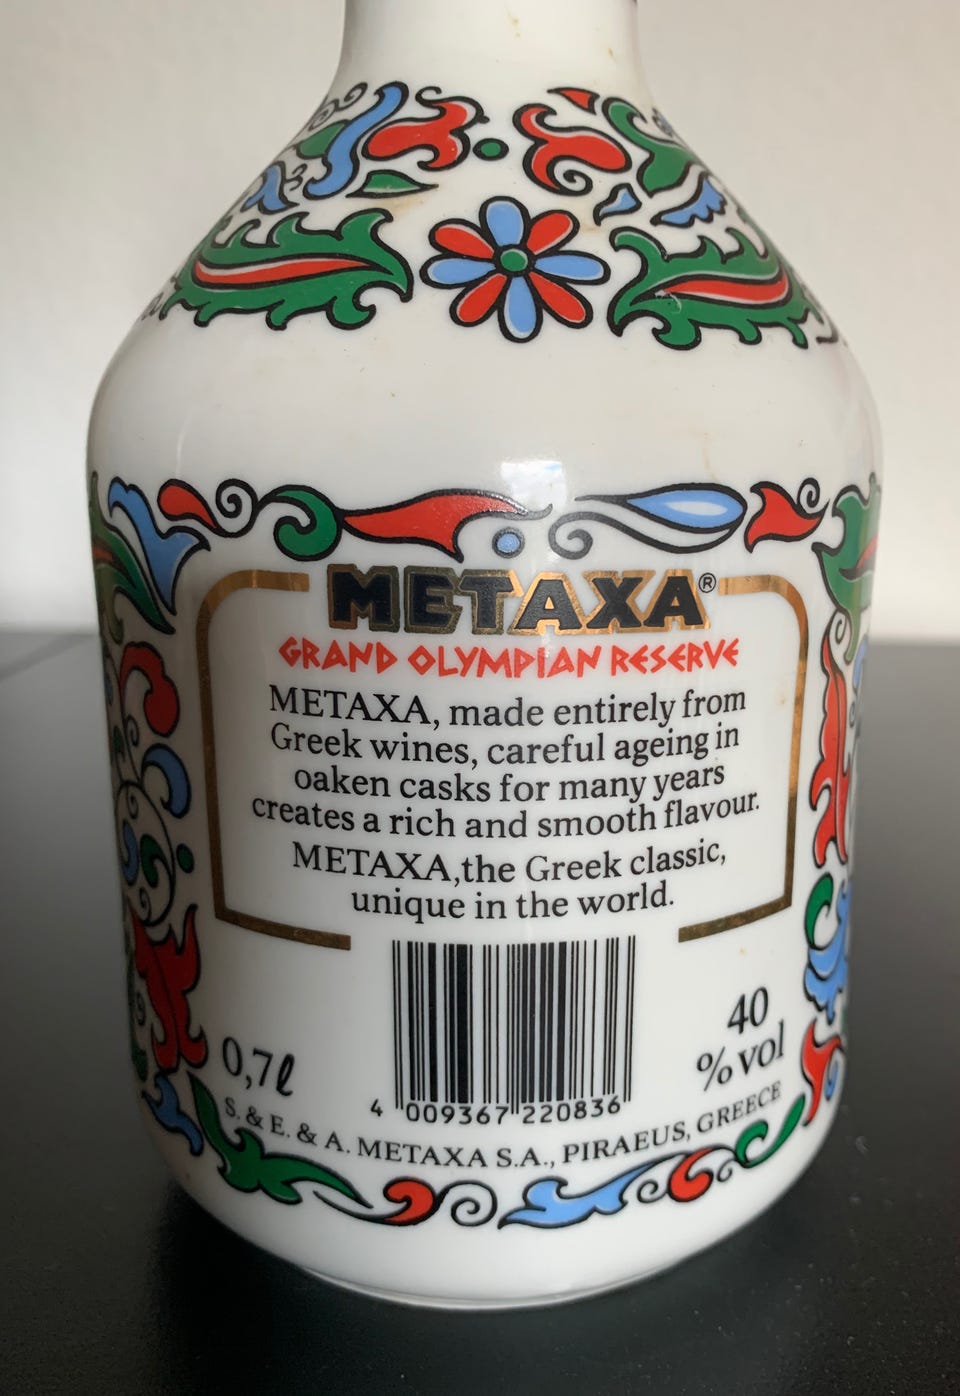 METAXA®
GRAND OLYMPIAN RESERVE
METAXA, made entirely from
Greek wines, careful ageing in
oaken casks for many years
creates a rich and smooth flavour.
METAXA,the Greek classic,
unique in the world.
0,7ℓ
40
% vol
4 009367 220836
S. & E. & A. METAXA S.A., PIRAEUS, GREECE